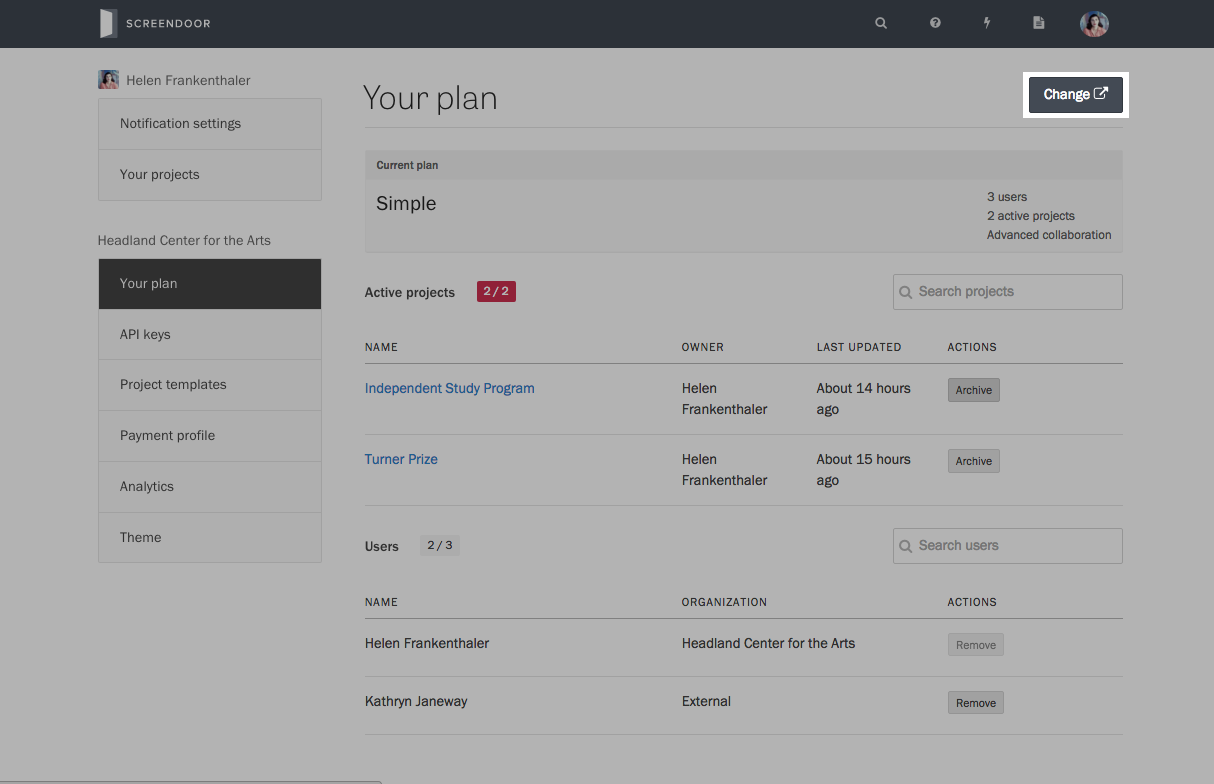 SCREENDOOR
Helen Frankenthaler
Notification settings
Your projects
Headland Center for the Arts
Your plan
API keys
Project templates
Payment profile
Analytics
Theme
Your plan
Change
Current plan
Simple
3 users
2 active projects
Advanced collaboration
Active projects 2 / 2 Search projects
NAME OWNER LAST UPDATED ACTIONS
Independent Study Program Helen Frankenthaler About 14 hours ago Archive
Turner Prize Helen Frankenthaler About 15 hours ago Archive
Users 2 / 3 Search users
NAME ORGANIZATION ACTIONS
Helen Frankenthaler Headland Center for the Arts Remove
Kathryn Janeway External Remove